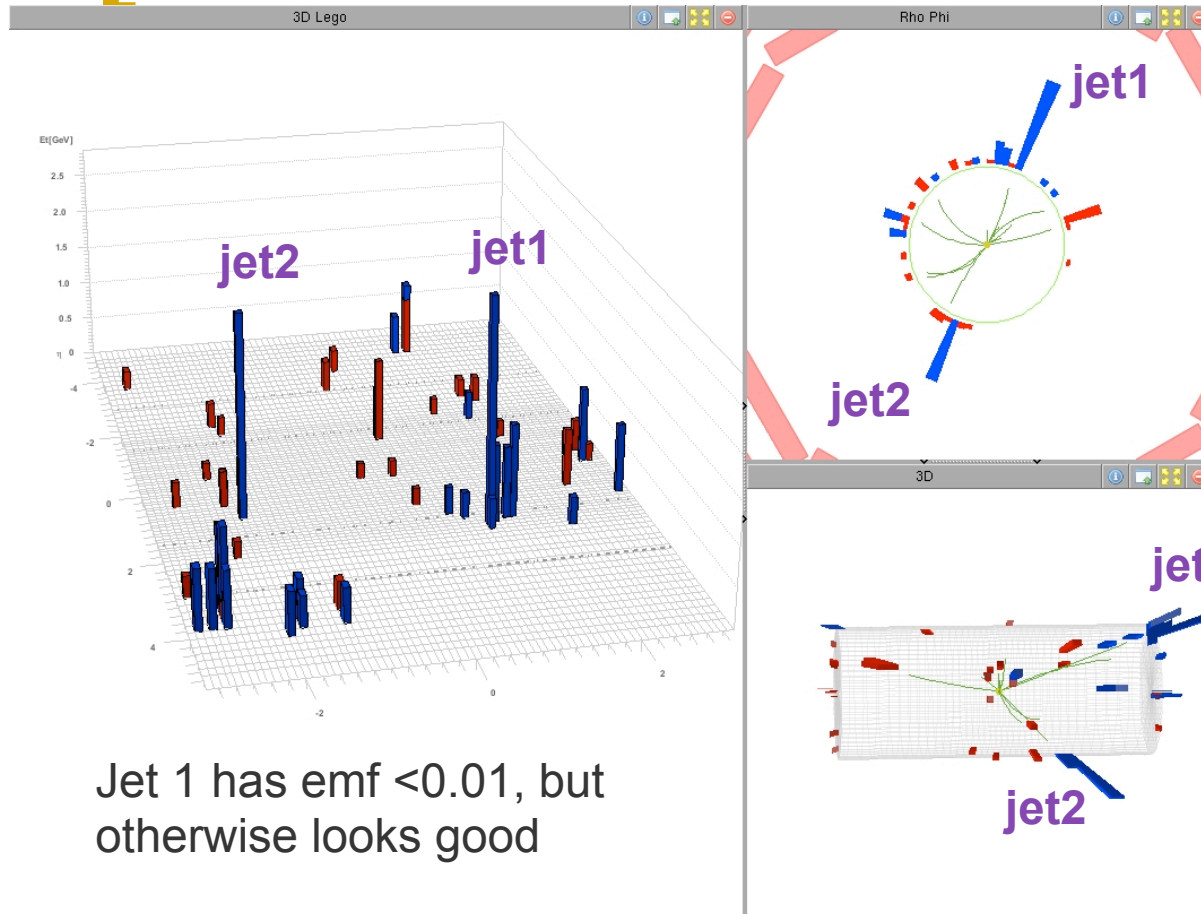 3D Lego
Et[GeV]
2.5
2.0
1.5
1.0
0.5
0
η
-4
-2
0
2
4
-2
0
2
jet2
jet1
Rho Phi
jet1
jet2
3D
jet
jet2
Jet 1 has emf <0.01, but
otherwise looks good